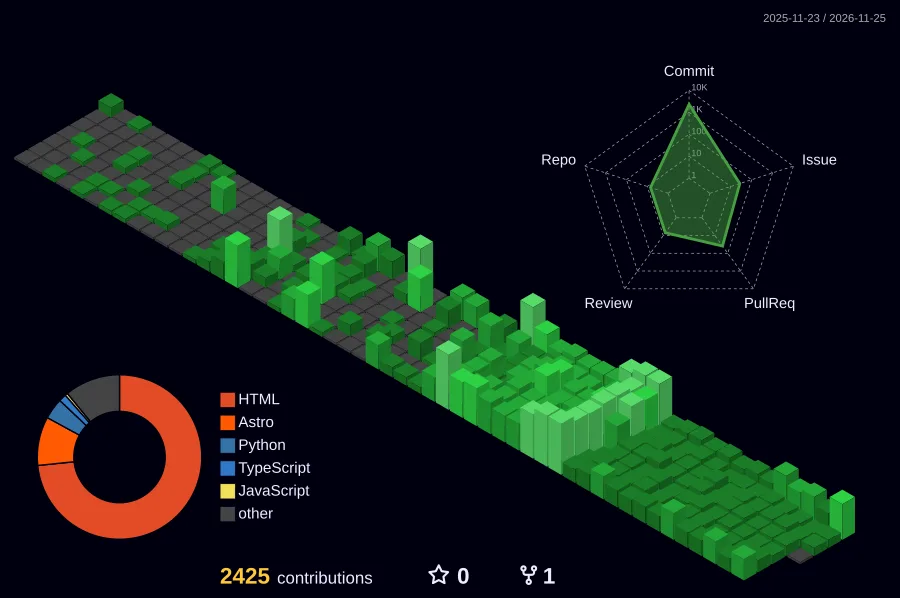 2025-11-23 / 2026-11-25
Commit
10K
1K
100
10
1
Repo
Issue
Review
PullReq
HTML
Astro
Python
TypeScript
JavaScript
other
2425 contributions
0
1